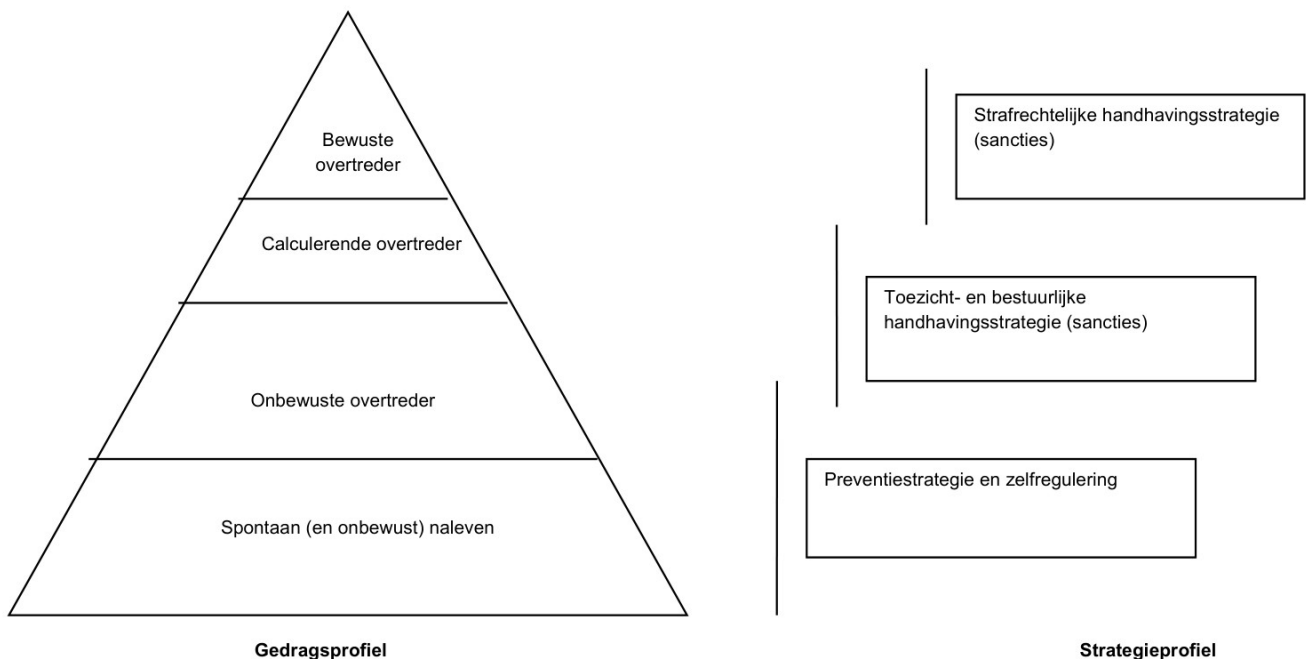 Bewuste
overtreder
Calculerende overtreder
Onbewuste overtreder
Spontaan (en onbewust) naleven
Gedragsprofiel
Strafrechtelijke handhavingsstrategie
(sancties)
Toezicht- en bestuurlijke
handhavingsstrategie (sancties)
Preventiestrategie en zelfregulering
Strategieprofiel